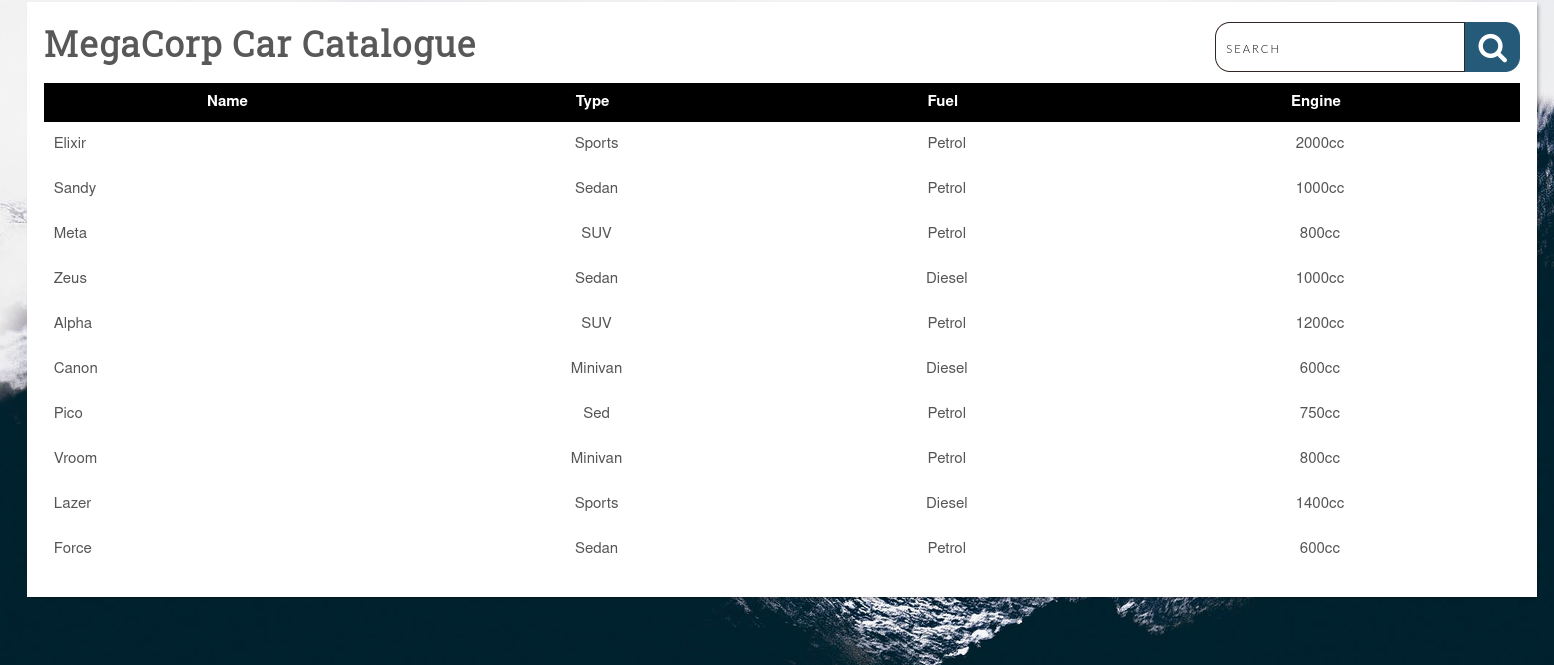 MegaCorp Car Catalogue
SEARCH
Name Type Fuel Engine
Elixir Sports Petrol 2000cc
Sandy Sedan Petrol 1000cc
Meta SUV Petrol 800cc
Zeus Sedan Diesel 1000cc
Alpha SUV Petrol 1200cc
Canon Minivan Diesel 600cc
Pico Sed Petrol 750cc
Vroom Minivan Petrol 800cc
Lazer Sports Diesel 1400cc
Force Sedan Petrol 600cc